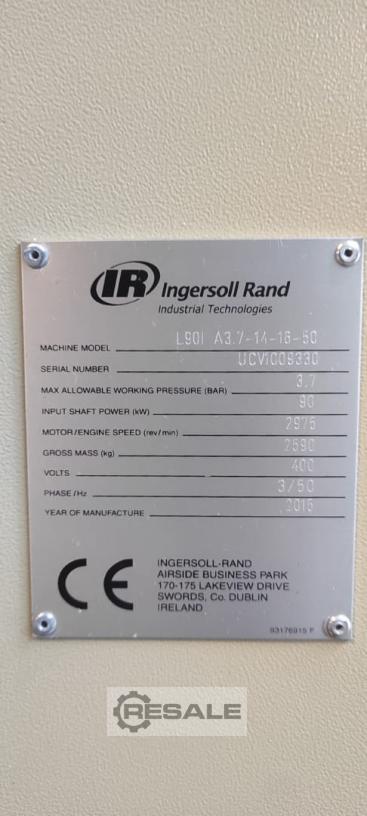 IR Ingersoll Rand
Industrial Technologies
MACHINE MODEL L90I A3.7-14-16-50
SERIAL NUMBER UCV1009330
MAX ALLOWABLE WORKING PRESSURE (BAR) 3.7
INPUT SHAFT POWER (kW) 90
MOTOR/ENGINE SPEED (rev/min) 2975
GROSS MASS (kg) 2590
VOLTS 400
PHASE/Hz 3/50
YEAR OF MANUFACTURE 2015
CE
INGERSOLL-RAND
AIRSIDE BUSINESS PARK
170-175 LAKEVIEW DRIVE
SWORDS, Co. DUBLIN
IRELAND
93176915 F
RESALE